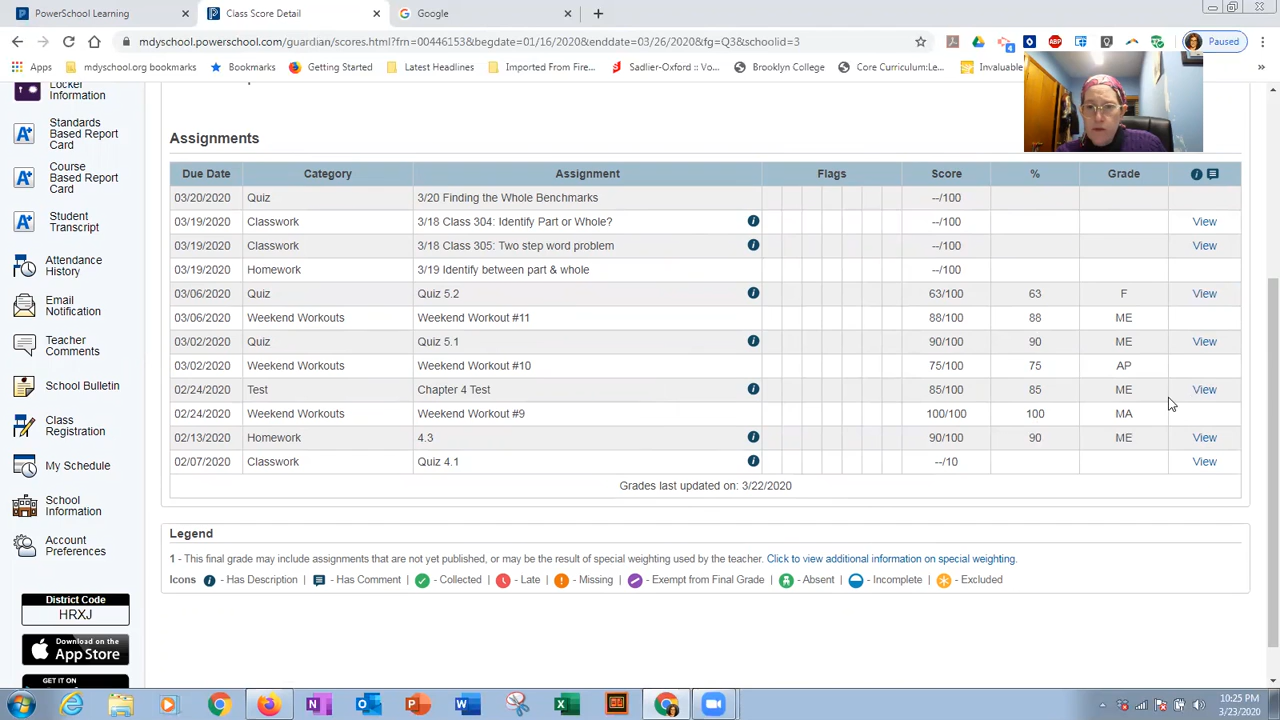 PowerSchool Learning × Class Score Detail × Google × +
mdyschool.powerschool.com/guardian/scores.html?frn=004461538&begdate=01/16/2020&enddate=03/26/2020&fg=Q3&schoolid=3 Paused
Apps mdyschool.org bookmarks Bookmarks Getting Started Latest Headlines Imported From Fire... Sadlier-Oxford :: Vo... Brooklyn College Core Curriculum:Le... Invaluable »
Locker
Information
Standards
Based Report
Card
Course
Based Report
Card
Student
Transcript
Attendance
History
Email
Notification
Teacher
Comments
School Bulletin
Class
Registration
My Schedule
School
Information
Account
Preferences
District Code
HRXJ
Download on the
App Store
GET IT ON
Assignments
Due Date Category Assignment Flags Score % Grade
03/20/2020 Quiz 3/20 Finding the Whole Benchmarks --/100
03/19/2020 Classwork 3/18 Class 304: Identify Part or Whole? --/100 View
03/19/2020 Classwork 3/18 Class 305: Two step word problem --/100 View
03/19/2020 Homework 3/19 Identify between part & whole --/100
03/06/2020 Quiz Quiz 5.2 63/100 63 F View
03/06/2020 Weekend Workouts Weekend Workout #11 88/100 88 ME
03/02/2020 Quiz Quiz 5.1 90/100 90 ME View
03/02/2020 Weekend Workouts Weekend Workout #10 75/100 75 AP
02/24/2020 Test Chapter 4 Test 85/100 85 ME View
02/24/2020 Weekend Workouts Weekend Workout #9 100/100 100 MA
02/13/2020 Homework 4.3 90/100 90 ME View
02/07/2020 Classwork Quiz 4.1 --/10 View
Grades last updated on: 3/22/2020
Legend
1 - This final grade may include assignments that are not yet published, or may be the result of special weighting used by the teacher. Click to view additional information on special weighting.
Icons - Has Description | - Has Comment | - Collected | - Late | - Missing | - Exempt from Final Grade | - Absent | - Incomplete | - Excluded
10:25 PM
3/23/2020